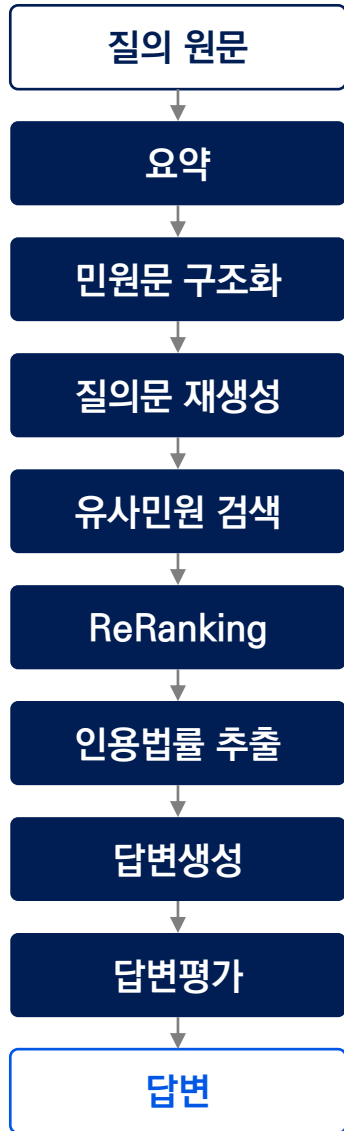 질의 원문
요약
민원문 구조화
질의문 재생성
유사민원 검색
ReRanking
인용법률 추출
답변생성
답변평가
답변